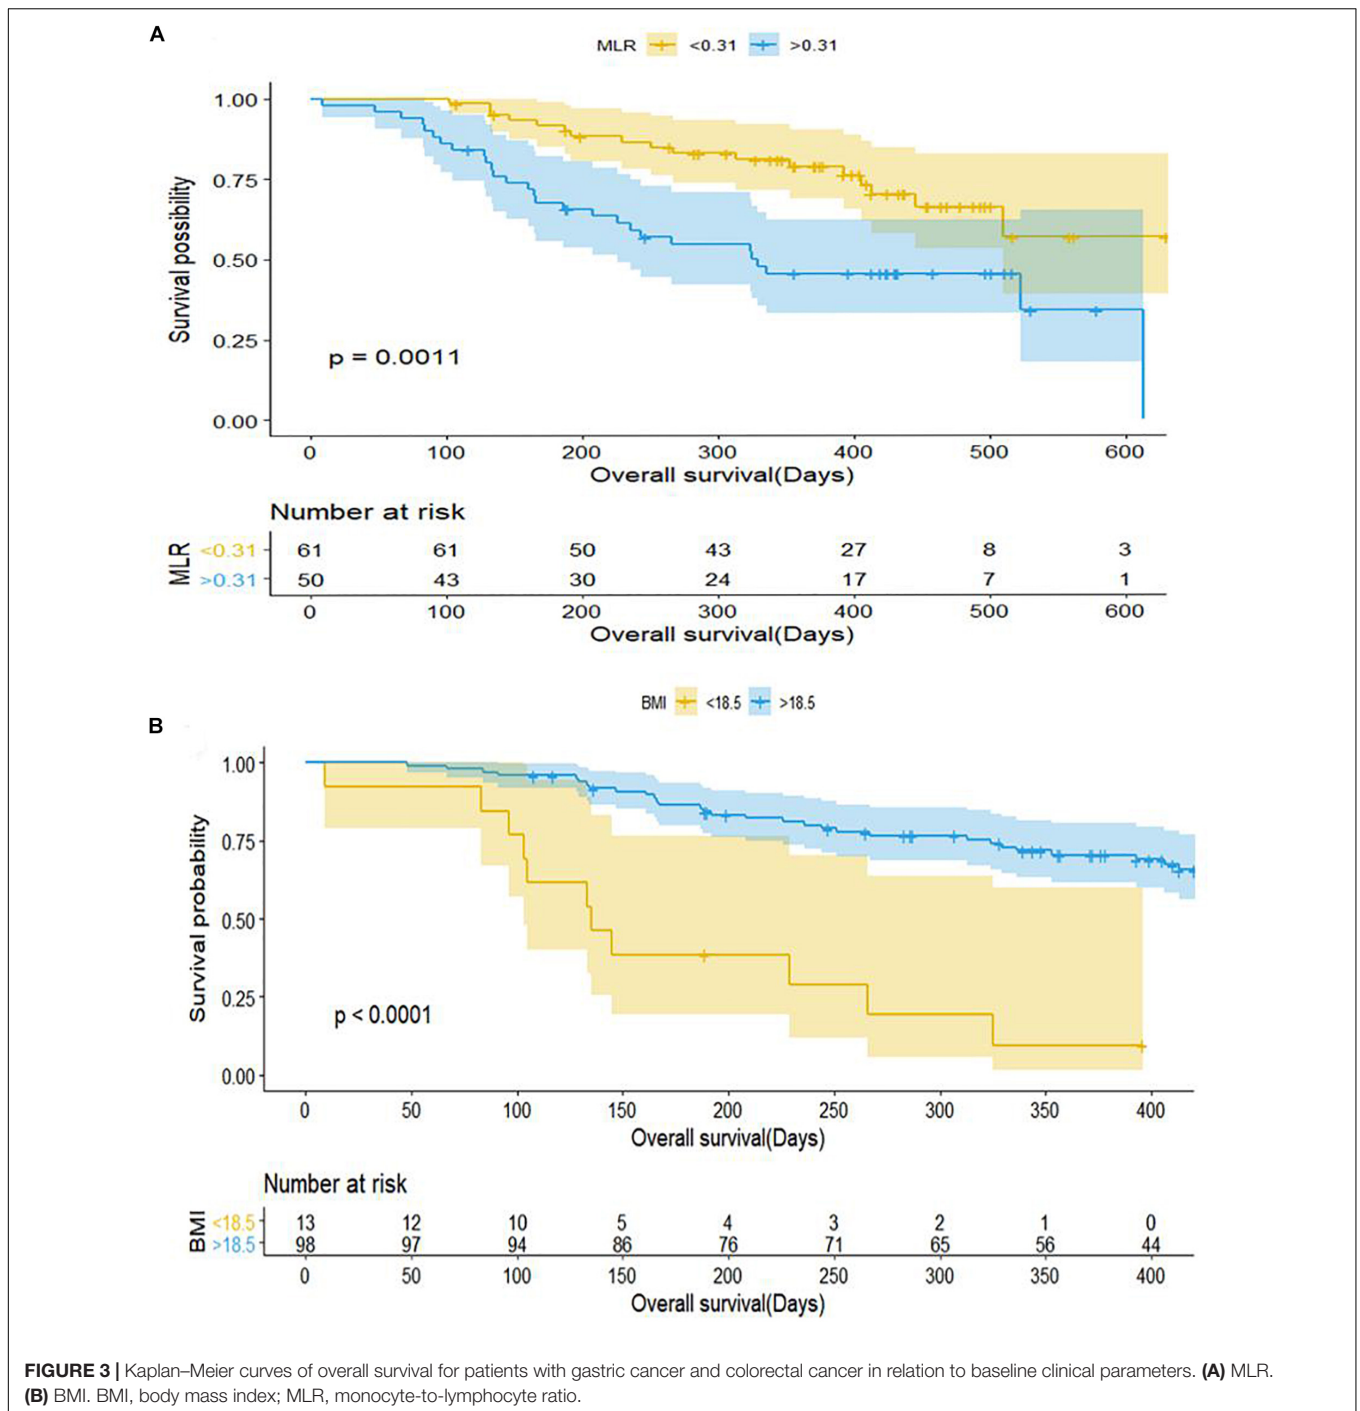 A
MLR <0.31 >0.31
1.00
0.75
0.50
0.25
0.00
Survival possibility
p = 0.0011
0 100 200 300 400 500 600
Overall survival(Days)
Number at risk
MLR
<0.31 61 61 50 43 27 8 3
>0.31 50 43 30 24 17 7 1
0 100 200 300 400 500 600
Overall survival(Days)
BMI <18.5 >18.5
B
1.00
0.75
0.50
0.25
0.00
Survival probability
p < 0.0001
0 50 100 150 200 250 300 350 400
Overall survival(Days)
Number at risk
BMI
<18.5 13 12 10 5 4 3 2 1 0
>18.5 98 97 94 86 76 71 65 56 44
0 50 100 150 200 250 300 350 400
Overall survival(Days)
FIGURE 3 | Kaplan–Meier curves of overall survival for patients with gastric cancer and colorectal cancer in relation to baseline clinical parameters. (A) MLR.
(B) BMI. BMI, body mass index; MLR, monocyte-to-lymphocyte ratio.